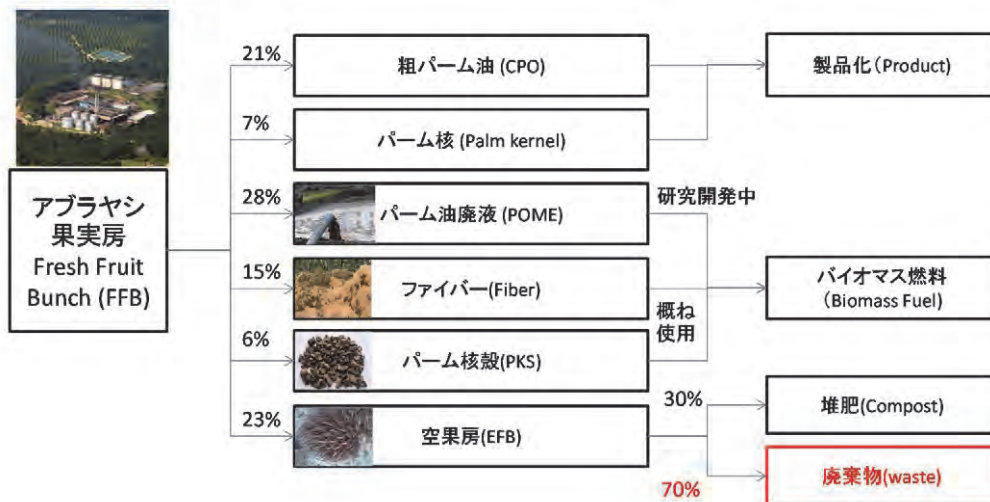 アブラヤシ
果実房
Fresh Fruit
Bunch (FFB)
21%
粗パーム油 (CPO)
製品化(Product)
7%
パーム核 (Palm kernel)
28%
パーム油廃液 (POME)
研究開発中
15%
ファイバー(Fiber)
バイオマス燃料
(Biomass Fuel)
概ね
使用
6%
パーム核殻(PKS)
23%
空果房(EFB)
30%
堆肥(Compost)
70%
廃棄物(waste)